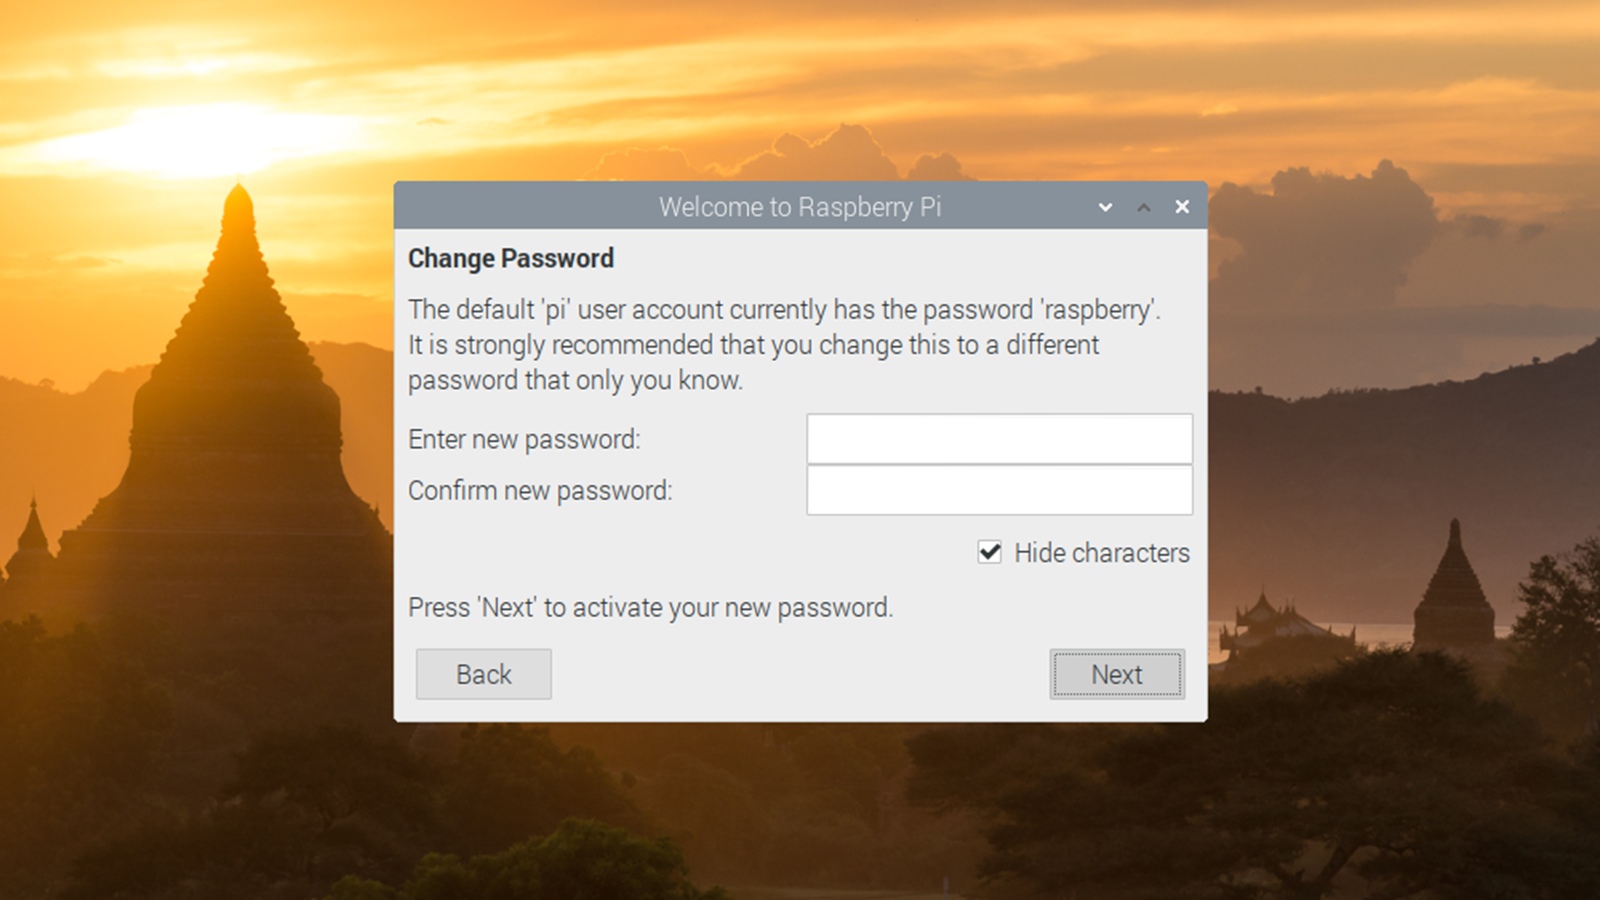 Welcome to Raspberry Pi
Change Password
The default 'pi' user account currently has the password 'raspberry'.
It is strongly recommended that you change this to a different
password that only you know.
Enter new password:
Confirm new password:
Hide characters
Press 'Next' to activate your new password.
Back
Next